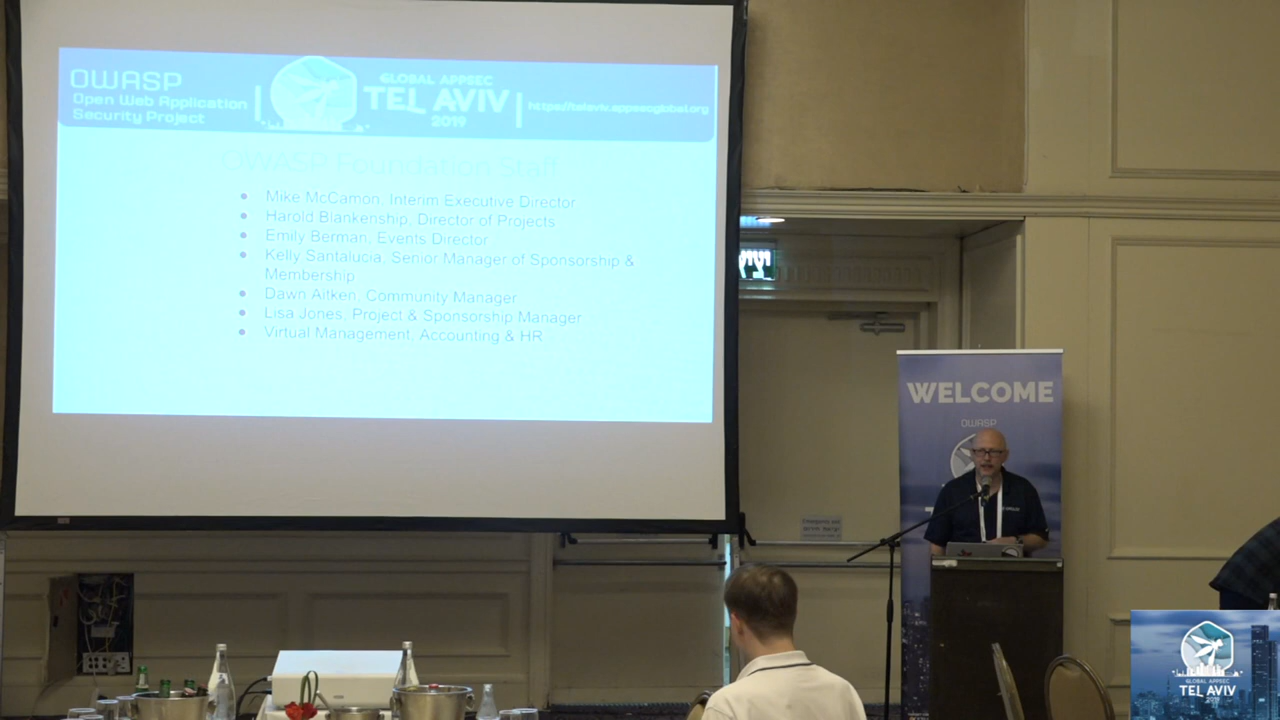 OWASP
Open Web Application
Security Project
GLOBAL APPSEC
TEL AVIV
2019
https://telaviv.appsecglobal.org
OWASP Foundation Staff
Mike McCamon, Interim Executive Director
Harold Blankenship, Director of Projects
Emily Berman, Events Director
Kelly Santalucia, Senior Manager of Sponsorship &
Membership
Dawn Aitken, Community Manager
Lisa Jones, Project & Sponsorship Manager
Virtual Management, Accounting & HR
WELCOME
OWASP
GLOBAL APPSEC
TEL AVIV
2019